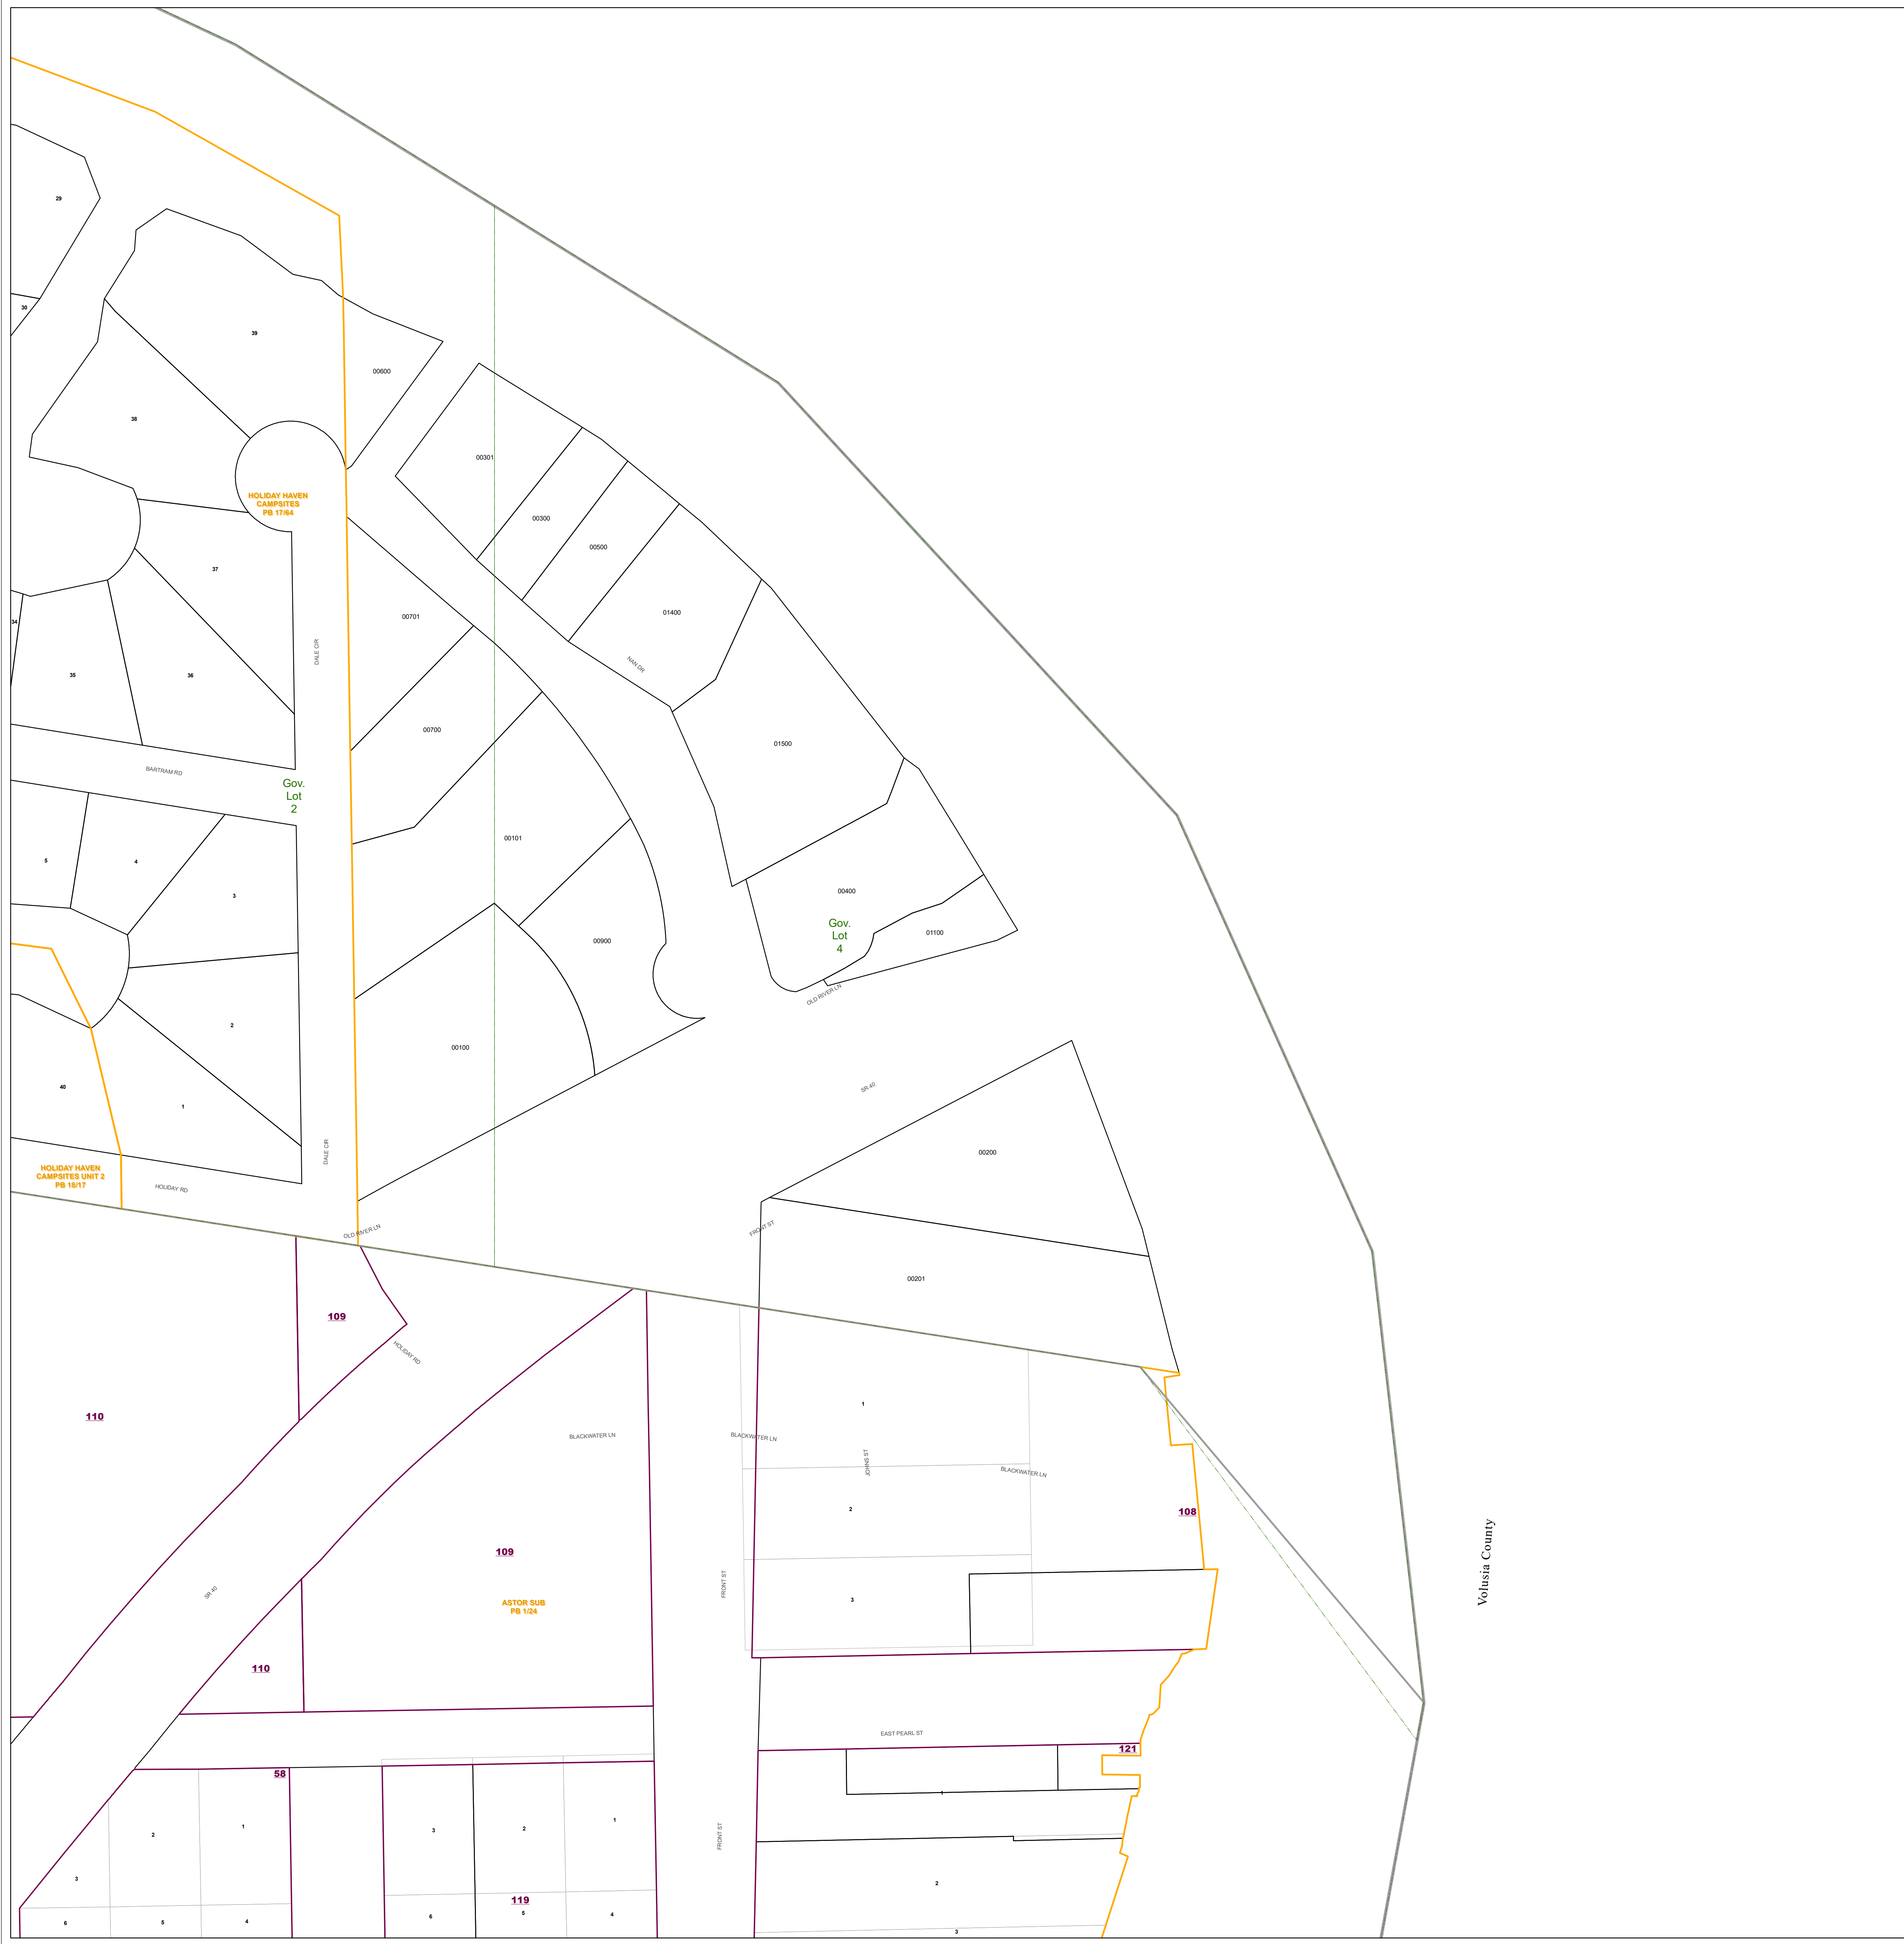 29
30
39
00600
38
00301
HOLIDAY HAVEN
CAMPSITES
PB 17/64
00300
00500
37
01400
00701
34
DALE CIR
NAN DR
35
36
00700
01500
BARTRAM RD
Gov.
Lot
2
00101
5
4
3
00400
Gov.
Lot
4
01100
00900
OLD RIVER LN
2
00100
40
1
SR 40
DALE CIR
00200
HOLIDAY HAVEN
CAMPSITES UNIT 2
PB 18/17
HOLIDAY RD
OLD RIVER LN
FRONT ST
00201
109
HOLIDAY RD
110
1
BLACKWATER LN
BLACKWATER LN
JOHNS ST
BLACKWATER LN
2
108
109
Volusia County
SR 40
FRONT ST
3
ASTOR SUB
PB 1/24
110
EAST PEARL ST
121
58
1
1
2
3
2
1
FRONT ST
3
2
119
6
5
4
6
5
4
3